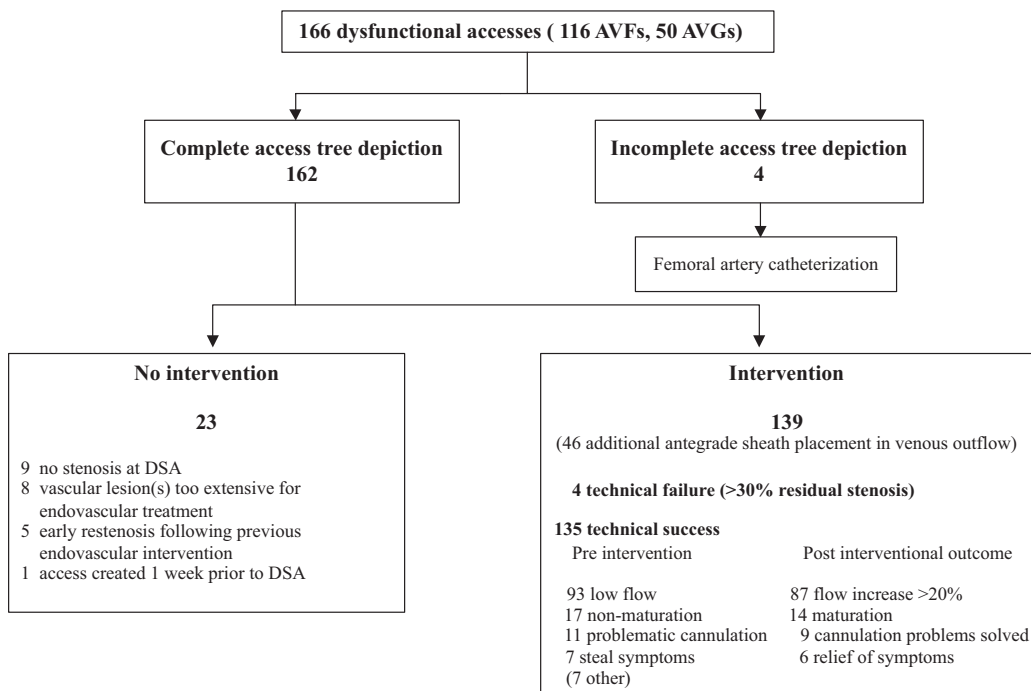 166 dysfunctional accesses ( 116 AVFs, 50 AVGs)
Complete access tree depiction
162
Incomplete access tree depiction
4
Femoral artery catheterization
No intervention
23
9 no stenosis at DSA
8 vascular lesion(s) too extensive for
endovascular treatment
5 early restenosis following previous
endovascular intervention
1 access created 1 week prior to DSA
Intervention
139
(46 additional antegrade sheath placement in venous outflow)
4 technical failure (>30% residual stenosis)
135 technical success
Pre intervention Post interventional outcome
93 low flow 87 flow increase >20%
17 non-maturation 14 maturation
11 problematic cannulation 9 cannulation problems solved
7 steal symptoms 6 relief of symptoms
(7 other)